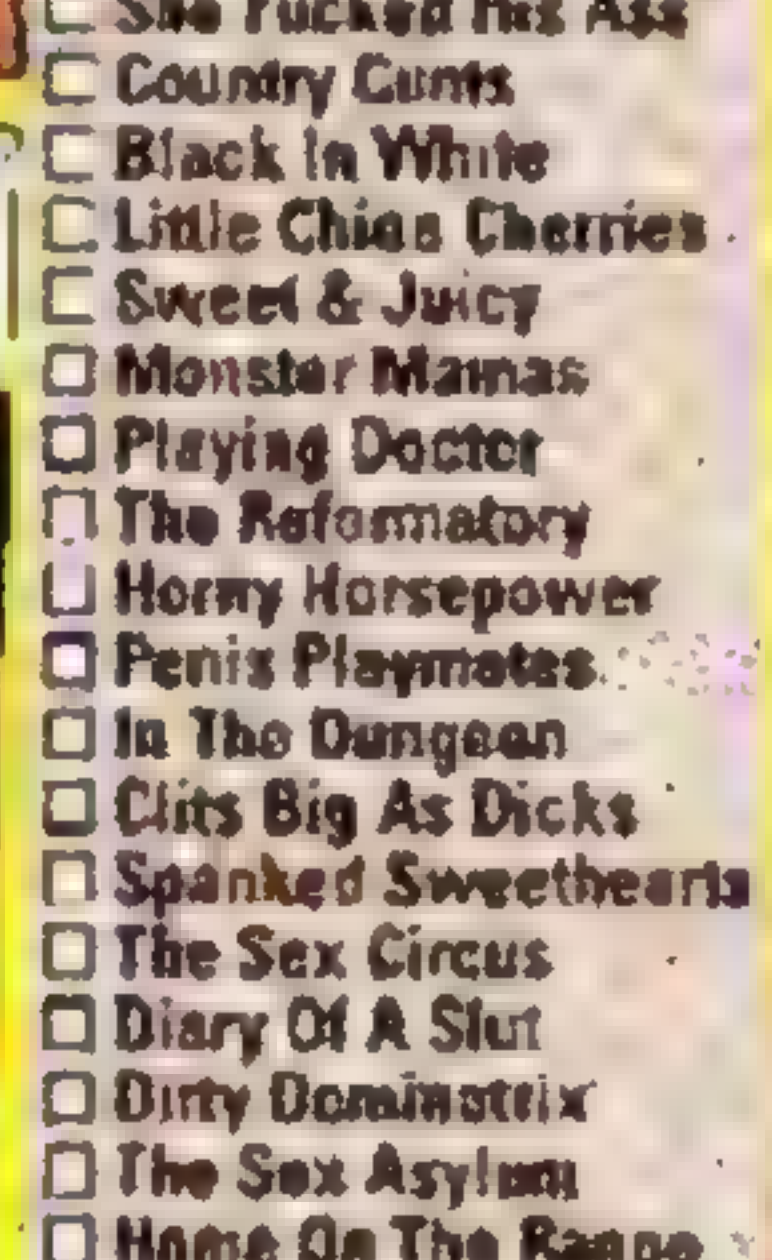 She Fucked His Ass
Country Cunts
Black In White
Little China Cherries
Sweet & Juicy
Monster Mamas
Playing Doctor
The Reformatory
Horny Horsepower
Penis Playmates
In The Dungeon
Clits Big As Dicks
Spanked Sweethearts
The Sex Circus
Diary Of A Slut
Dirty Dominatrix
The Sex Asylum
Home On The Range